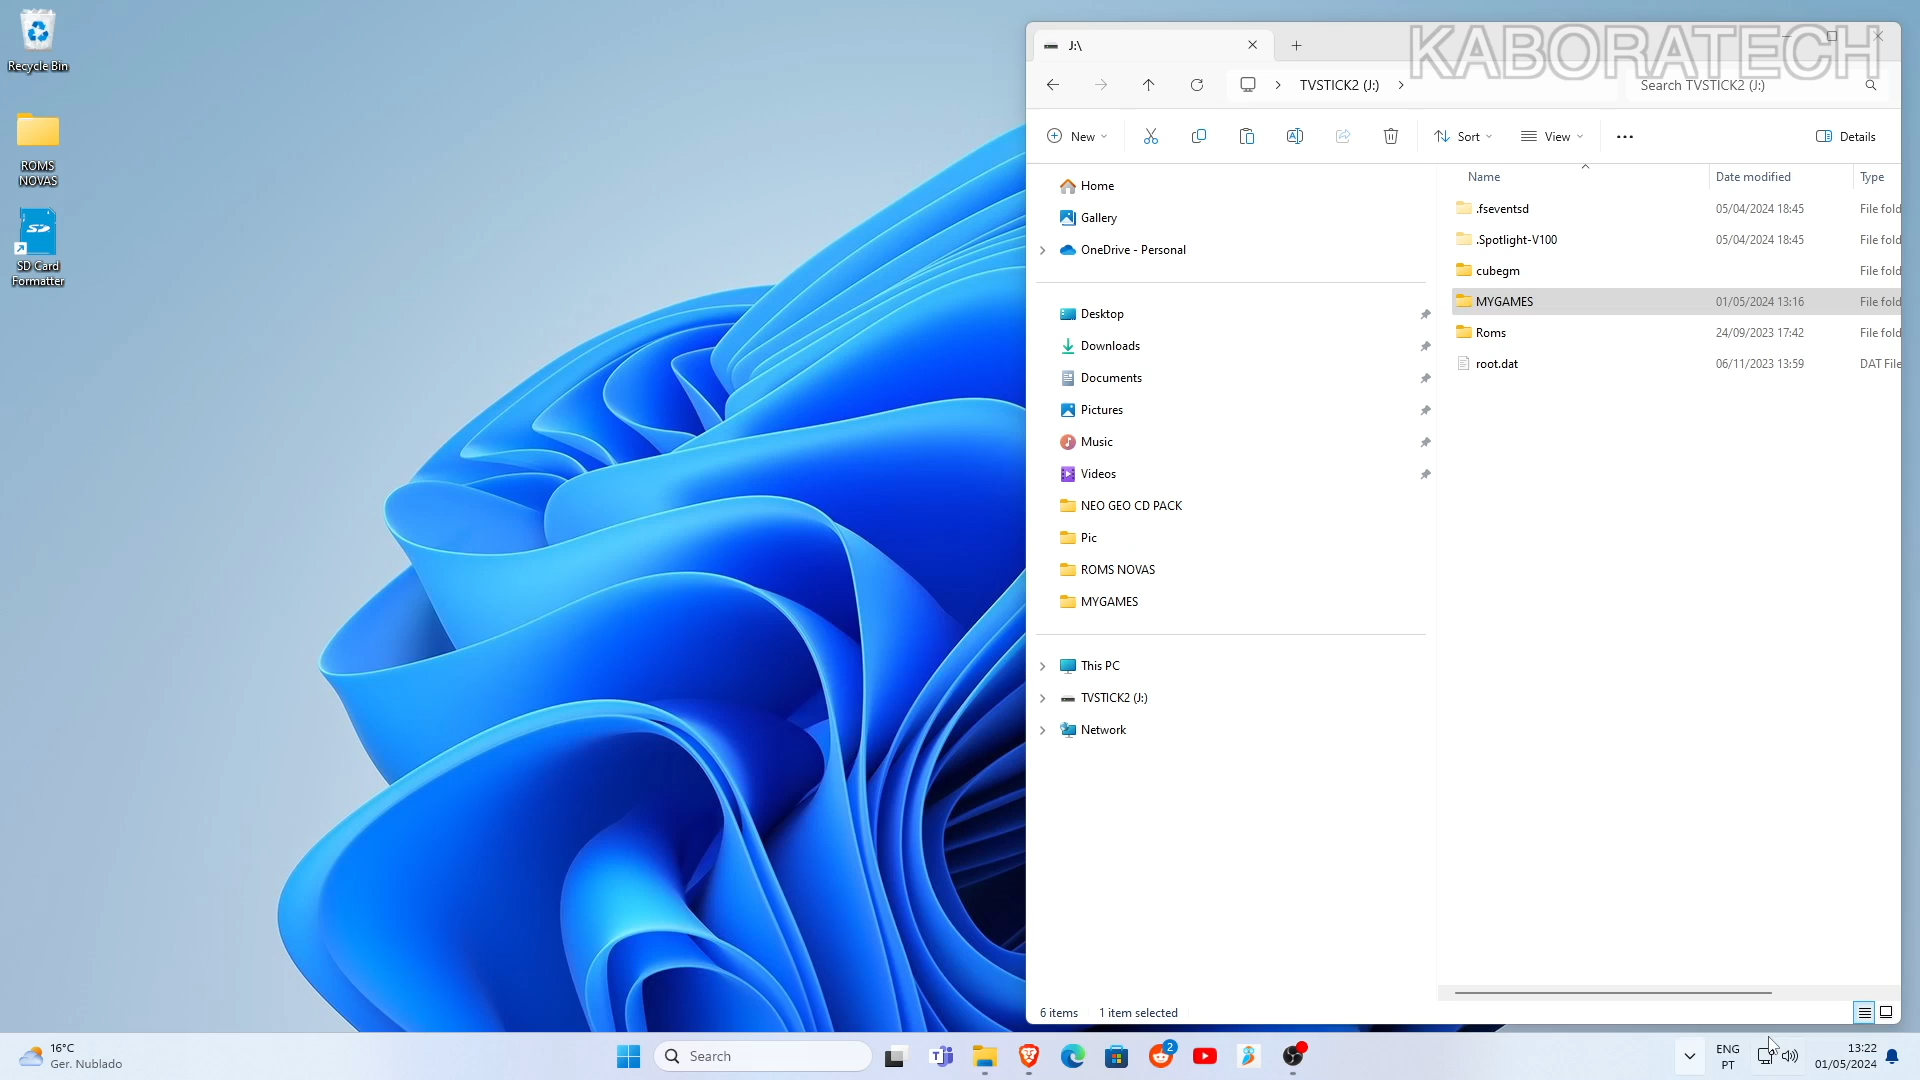 Recycle Bin
ROMS
NOVAS
SD Card
Formatter
KABORATECH
J:\
TVSTICK2 (J:)
Search TVSTICK2 (J:)
New
Sort
View
Details
Home
Gallery
OneDrive - Personal
Desktop
Downloads
Documents
Pictures
Music
Videos
NEO GEO CD PACK
Pic
ROMS NOVAS
MYGAMES
This PC
TVSTICK2 (J:)
Network
Name Date modified Type
.fseventsd 05/04/2024 18:45 File fold
.Spotlight-V100 05/04/2024 18:45 File fold
cubegm File fold
MYGAMES 01/05/2024 13:16 File fold
Roms 24/09/2023 17:42 File fold
root.dat 06/11/2023 13:59 DAT File
6 items 1 item selected
16°C
Ger. Nublado
Search
2
ENG
PT
13:22
01/05/2024